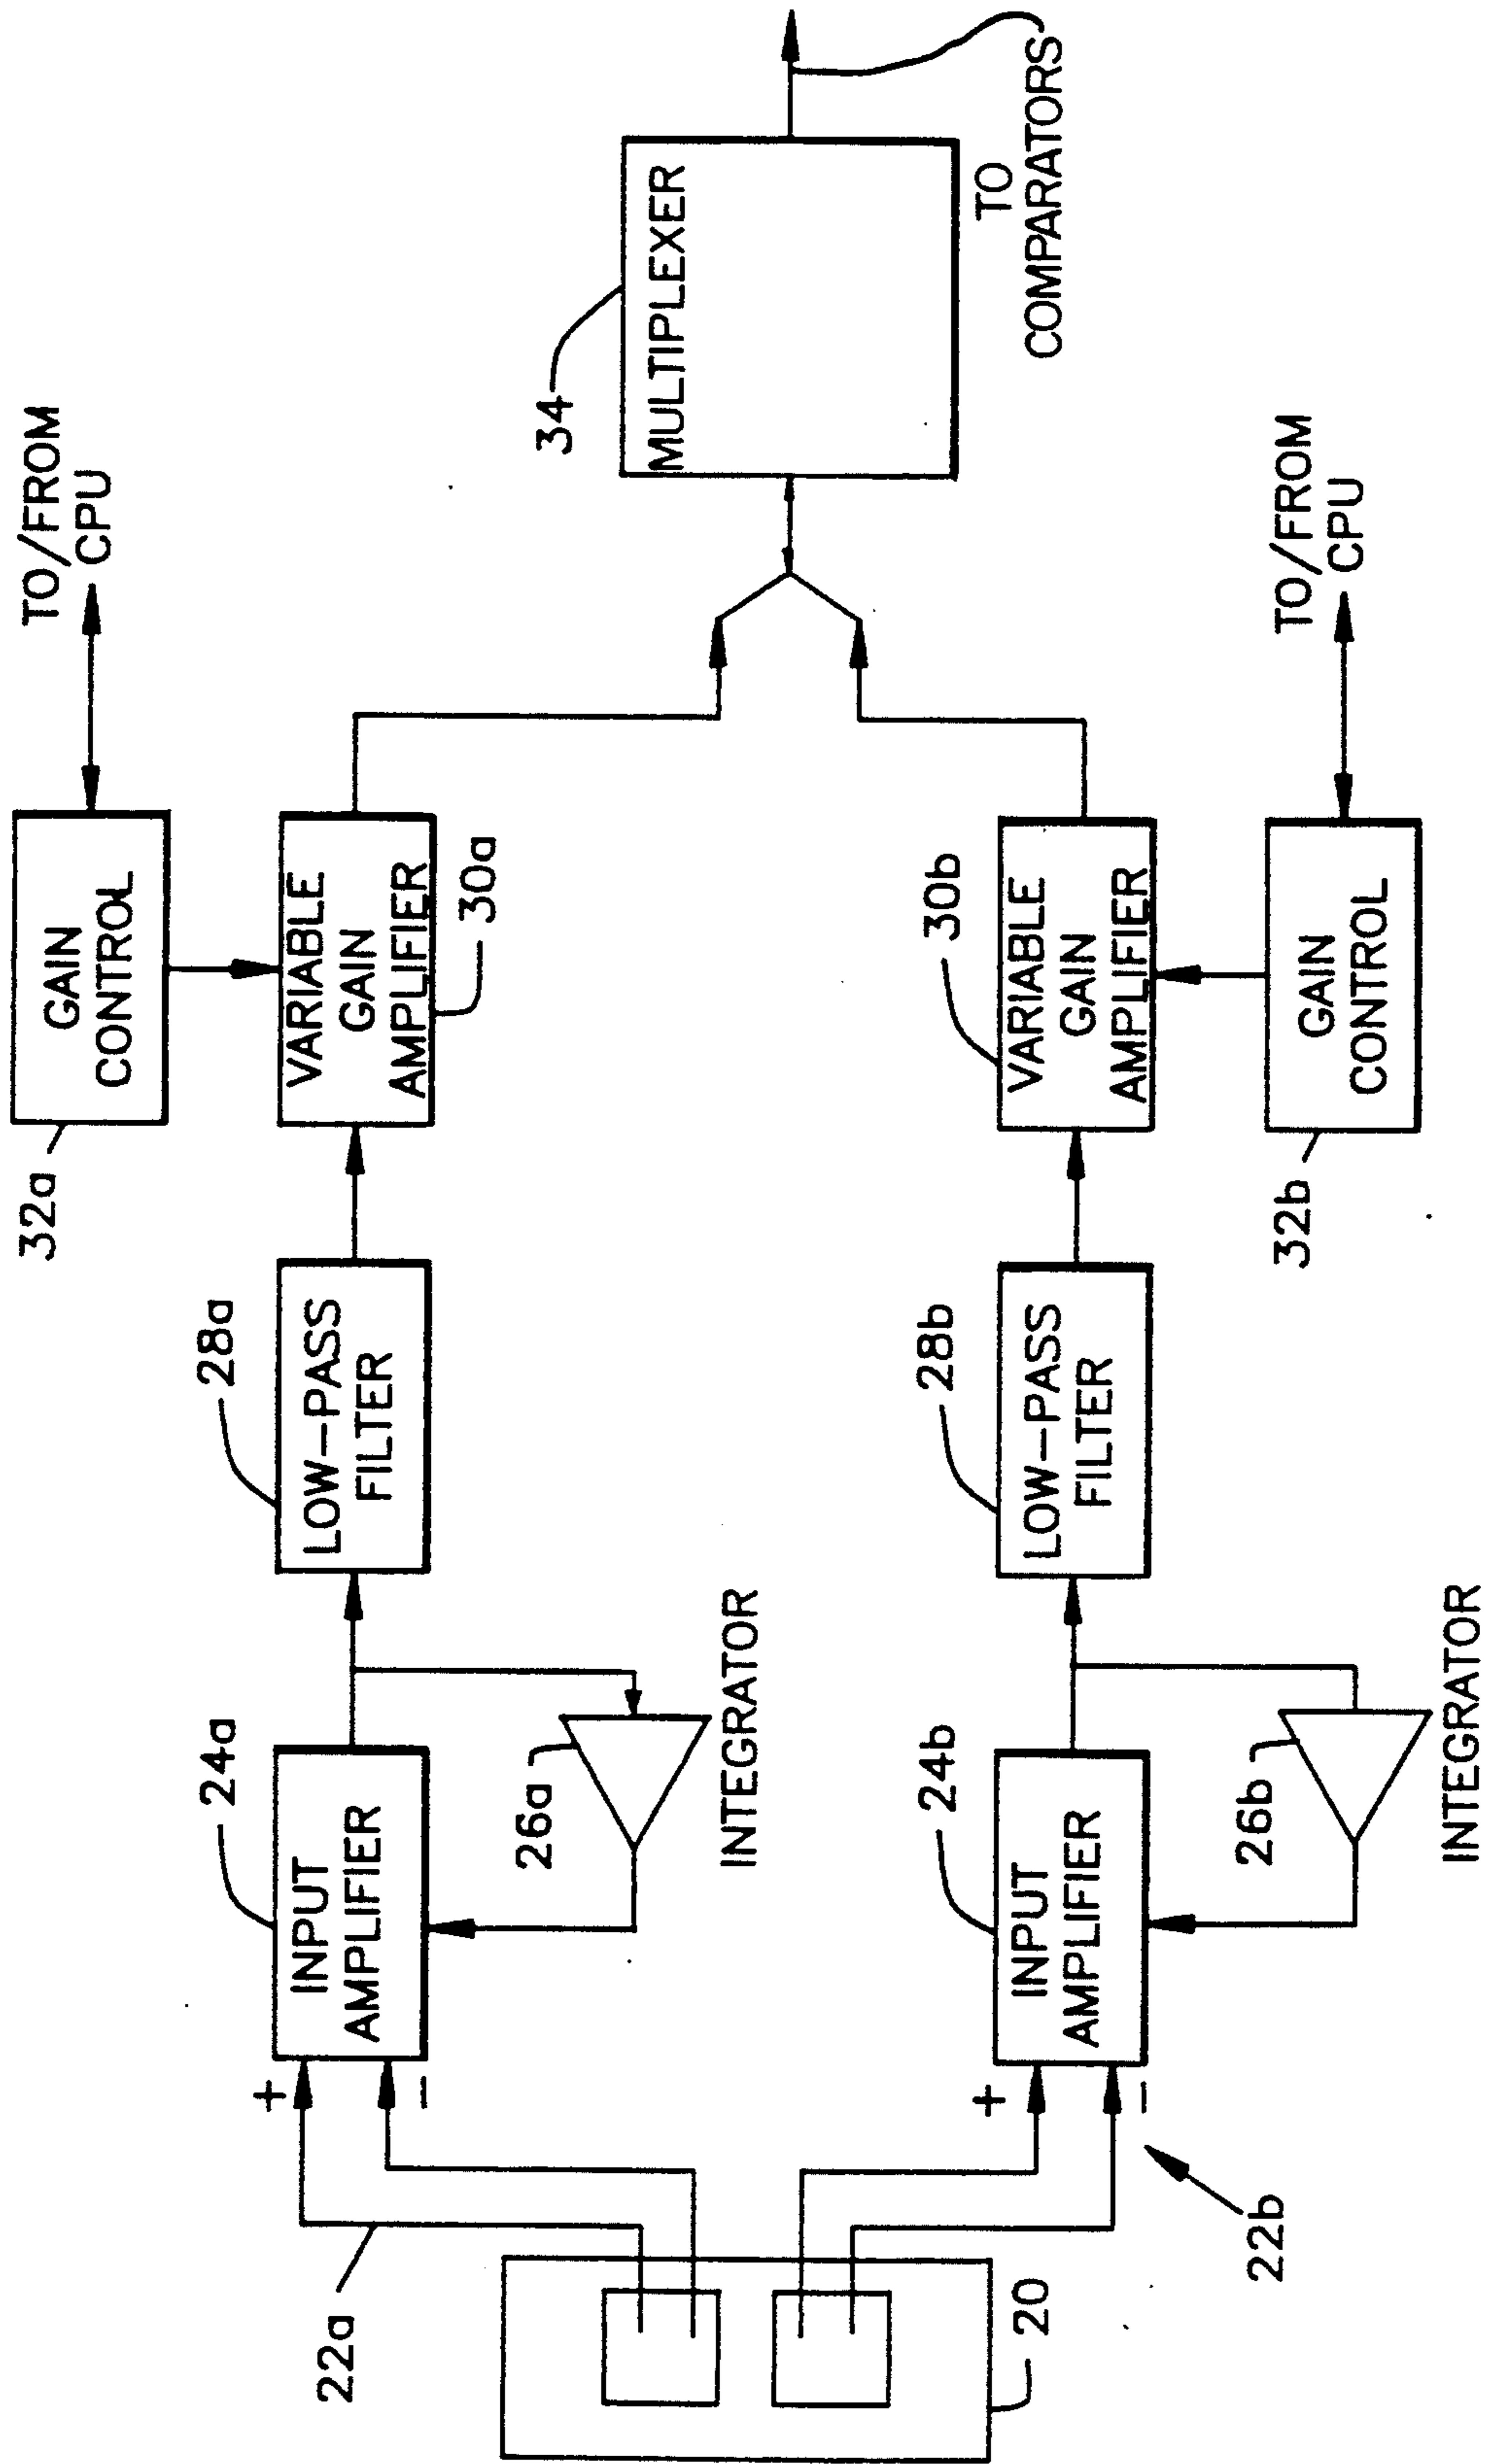 32a
GAIN
CONTROL
TO/FROM
CPU
22a
+
−
24a
INPUT
AMPLIFIER
26a
INTEGRATOR
28a
LOW-PASS
FILTER
VARIABLE
GAIN
AMPLIFIER
30a
34
MULTIPLEXER
TO
COMPARATORS
20
22b
+
−
24b
INPUT
AMPLIFIER
26b
INTEGRATOR
28b
LOW-PASS
FILTER
30b
VARIABLE
GAIN
AMPLIFIER
32b
GAIN
CONTROL
TO/FROM
CPU